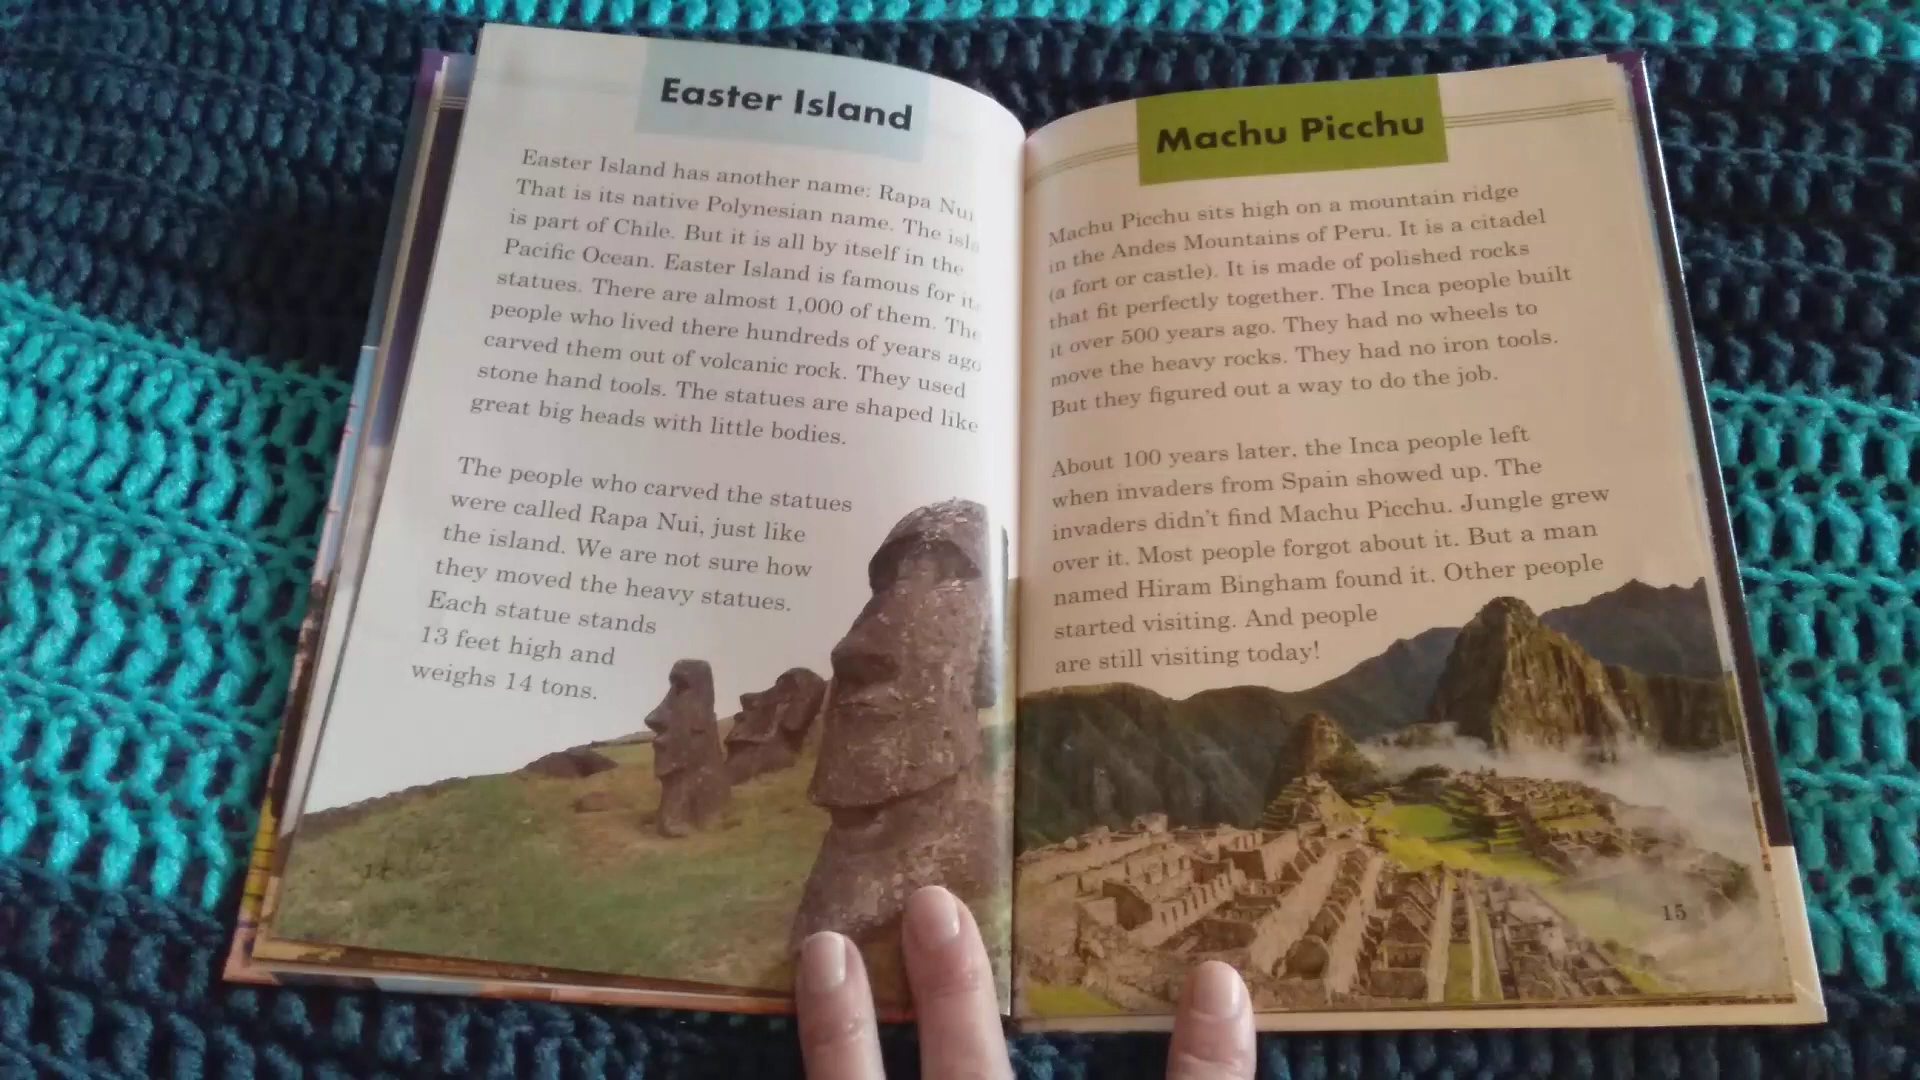 Easter Island
Easter Island has another name: Rapa Nui
That is its native Polynesian name. The
is part of Chile. But it is all by itself in the
Pacific Ocean. Easter Island is famous for
statues. There are almost 1,000 of them. The
people who lived there hundreds of years ago
carved them out of volcanic rock. They used
stone hand tools. The statues are shaped like
great big heads with little bodies.
The people who carved the statues
were called Rapa Nui, just like
the island. We are not sure how
they moved the heavy statues.
Each statue stands
13 feet high and
weighs 14 tons.
Machu Picchu
Machu Picchu sits high on a mountain ridge
in the Andes Mountains of Peru. It is a citadel
(a fort or castle). It is made of polished rocks
that fit perfectly together. The Inca people built
it over 500 years ago. They had no wheels to
move the heavy rocks. They had no iron tools.
But they figured out a way to do the job.
About 100 years later, the Inca people left
when invaders from Spain showed up. The
invaders didn't find Machu Picchu. Jungle grew
over it. Most people forgot about it. But a man
named Hiram Bingham found it. Other people
started visiting. And people
are still visiting today!
15